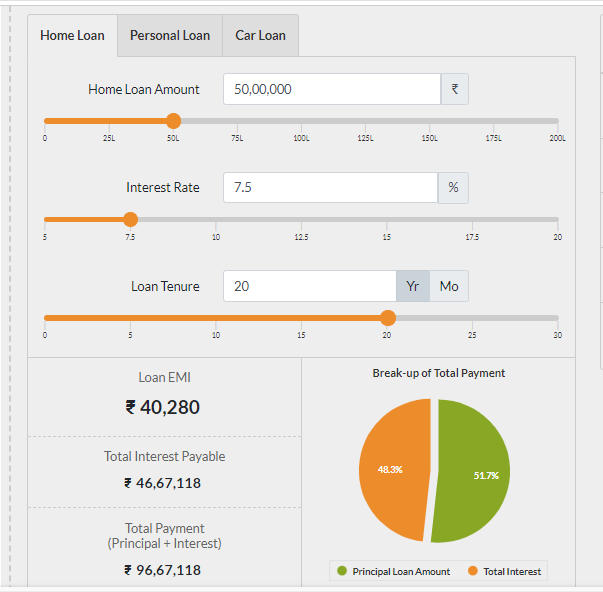 Home Loan Personal Loan Car Loan
Home Loan Amount 50,00,000 ₹
0 25L 50L 75L 100L 125L 150L 175L 200L
Interest Rate 7.5 %
5 7.5 10 12.5 15 17.5 20
Loan Tenure 20 Yr Mo
0 5 10 15 20 25 30
Loan EMI
₹ 40,280
Total Interest Payable
₹ 46,67,118
Total Payment
(Principal + Interest)
₹ 96,67,118
Break-up of Total Payment
48.3% 51.7%
Principal Loan Amount Total Interest